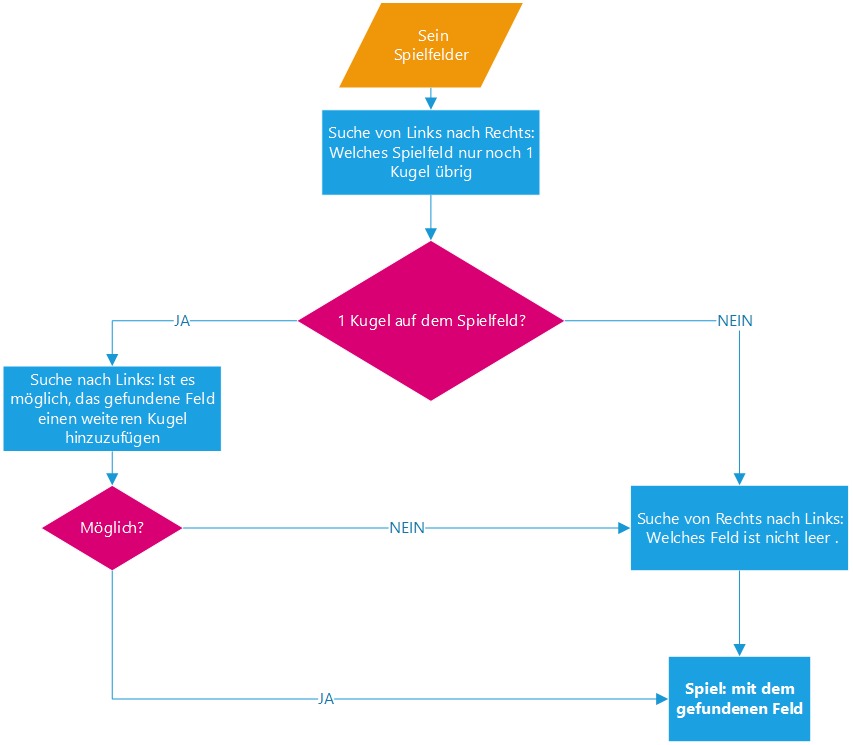 Sein
Spielfelder
Suche von Links nach Rechts:
Welches Spielfeld nur noch 1
Kugel übrig
1 Kugel auf dem Spielfeld?
JA
NEIN
Suche nach Links: Ist es
möglich, das gefundene Feld
einen weiteren Kugel
hinzuzufügen
Möglich?
NEIN
Suche von Rechts nach Links:
Welches Feld ist nicht leer .
JA
Spiel: mit dem
gefundenen Feld